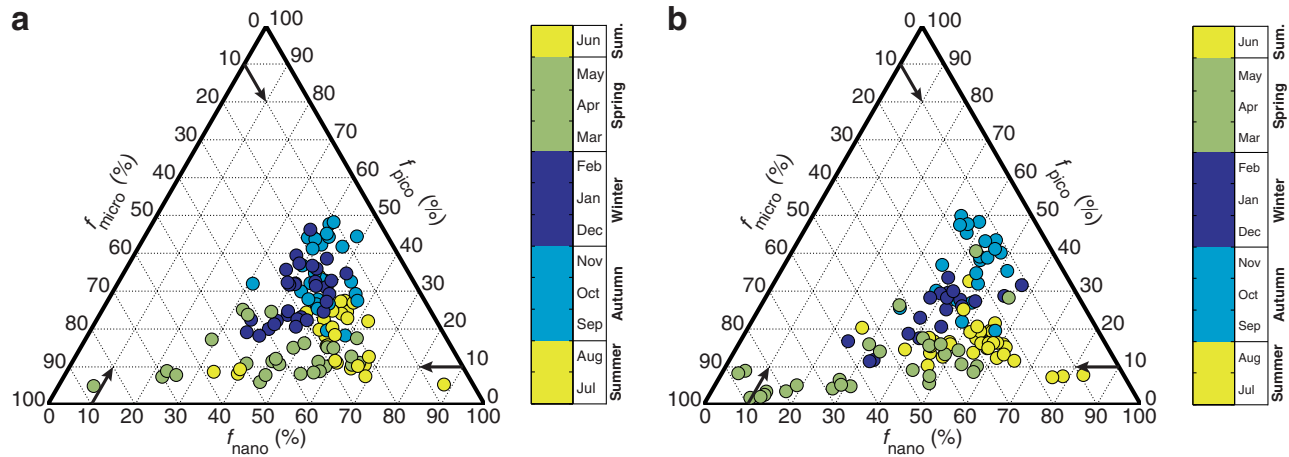 a
0 100
10 90
20 80
30 70
40 60
50 50
60 40
70 30
80 20
90 10
100 0
0 10 20 30 40 50 60 70 80 90 100
f micro (%)
f pico (%)
f nano (%)
Jun
May
Apr
Mar
Feb
Jan
Dec
Nov
Oct
Sep
Aug
Jul
Sum.
Spring
Winter
Autumn
Summer
b
0 100
10 90
20 80
30 70
40 60
50 50
60 40
70 30
80 20
90 10
100 0
0 10 20 30 40 50 60 70 80 90 100
f micro (%)
f pico (%)
f nano (%)
Jun
May
Apr
Mar
Feb
Jan
Dec
Nov
Oct
Sep
Aug
Jul
Sum.
Spring
Winter
Autumn
Summer